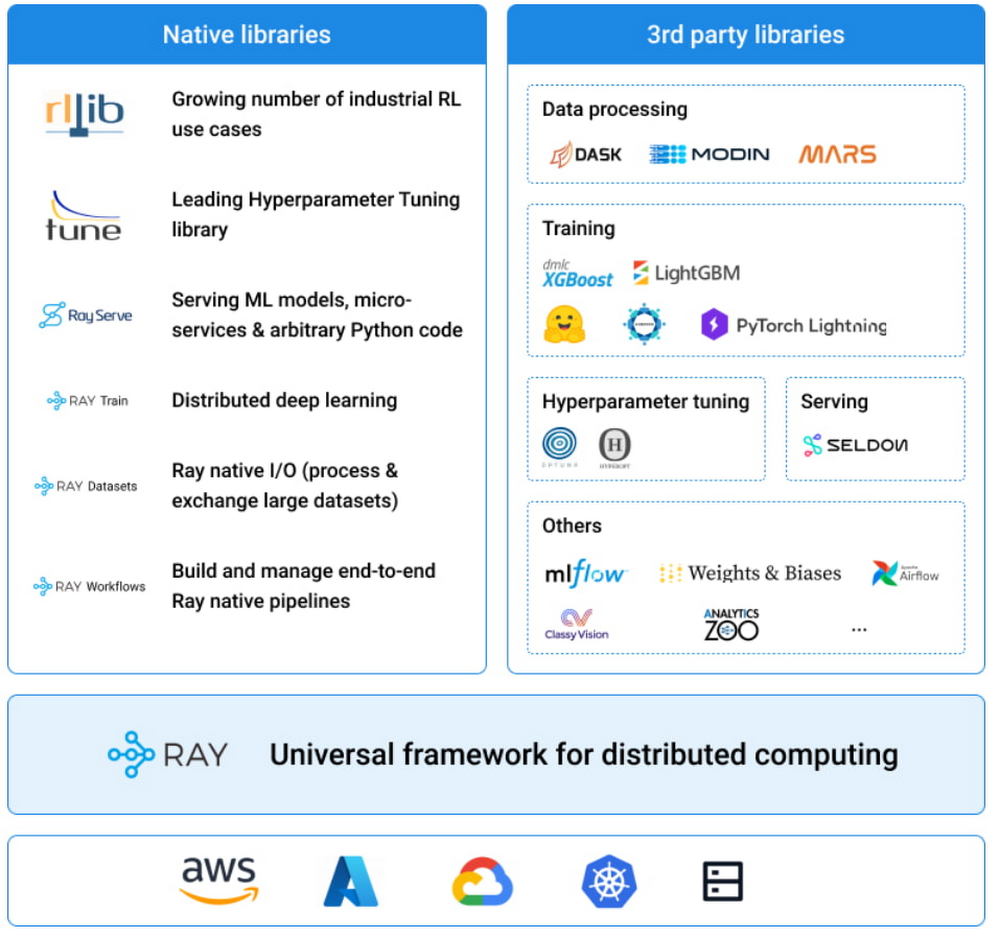 Native libraries
rllib
Growing number of industrial RL
use cases
tune
Leading Hyperparameter Tuning
library
Ray Serve
Serving ML models, micro-
services & arbitrary Python code
RAY Train
Distributed deep learning
RAY Datasets
Ray native I/O (process &
exchange large datasets)
RAY Workflows
Build and manage end-to-end
Ray native pipelines
3rd party libraries
Data processing
DASK
MODIN
MARS
Training
dmlc
XGBoost
LightGBM
PyTorch Lightning
Hyperparameter tuning
OPTUNA
H
HYPEROPT
Serving
SELDON
Others
mlflow
Weights & Biases
Apache
Airflow
Classy Vision
ANALYTICS
ZOO
...
RAY
Universal framework for distributed computing
aws